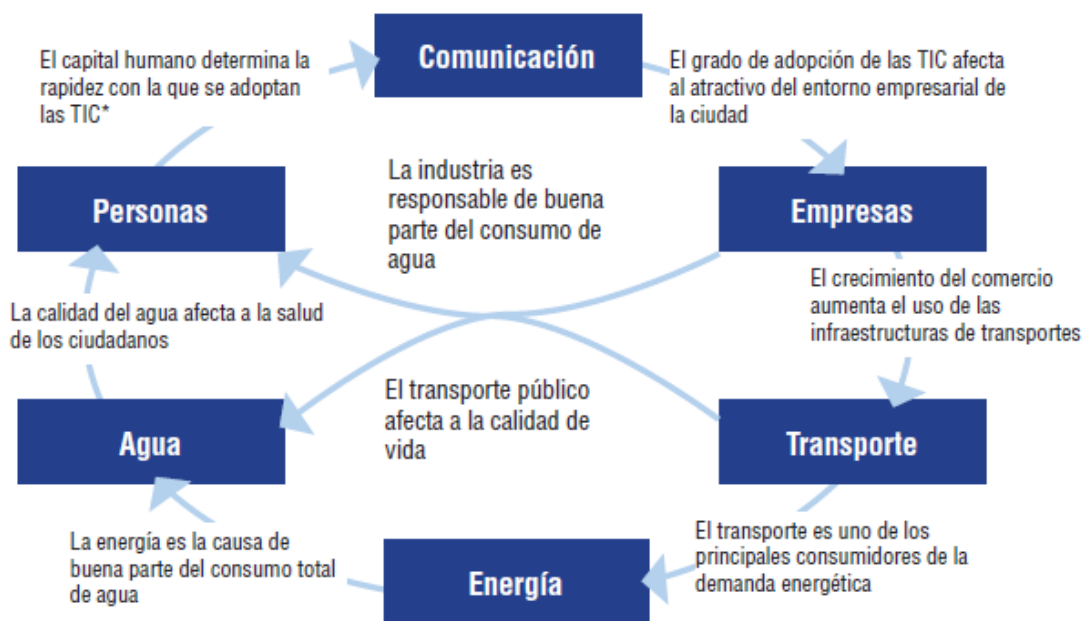 El capital humano determina la
rapidez con la que se adoptan
las TIC*
Comunicación
El grado de adopción de las TIC afecta
al atractivo del entorno empresarial de
la ciudad
Personas
La industria es
responsable de buena
parte del consumo de
agua
Empresas
La calidad del agua afecta a la salud
de los ciudadanos
El crecimiento del comercio
aumenta el uso de las
infraestructuras de transportes
El transporte público
afecta a la calidad de
vida
Agua
Transporte
La energía es la causa de
buena parte del consumo total
de agua
Energía
El transporte es uno de los
principales consumidores de la
demanda energética